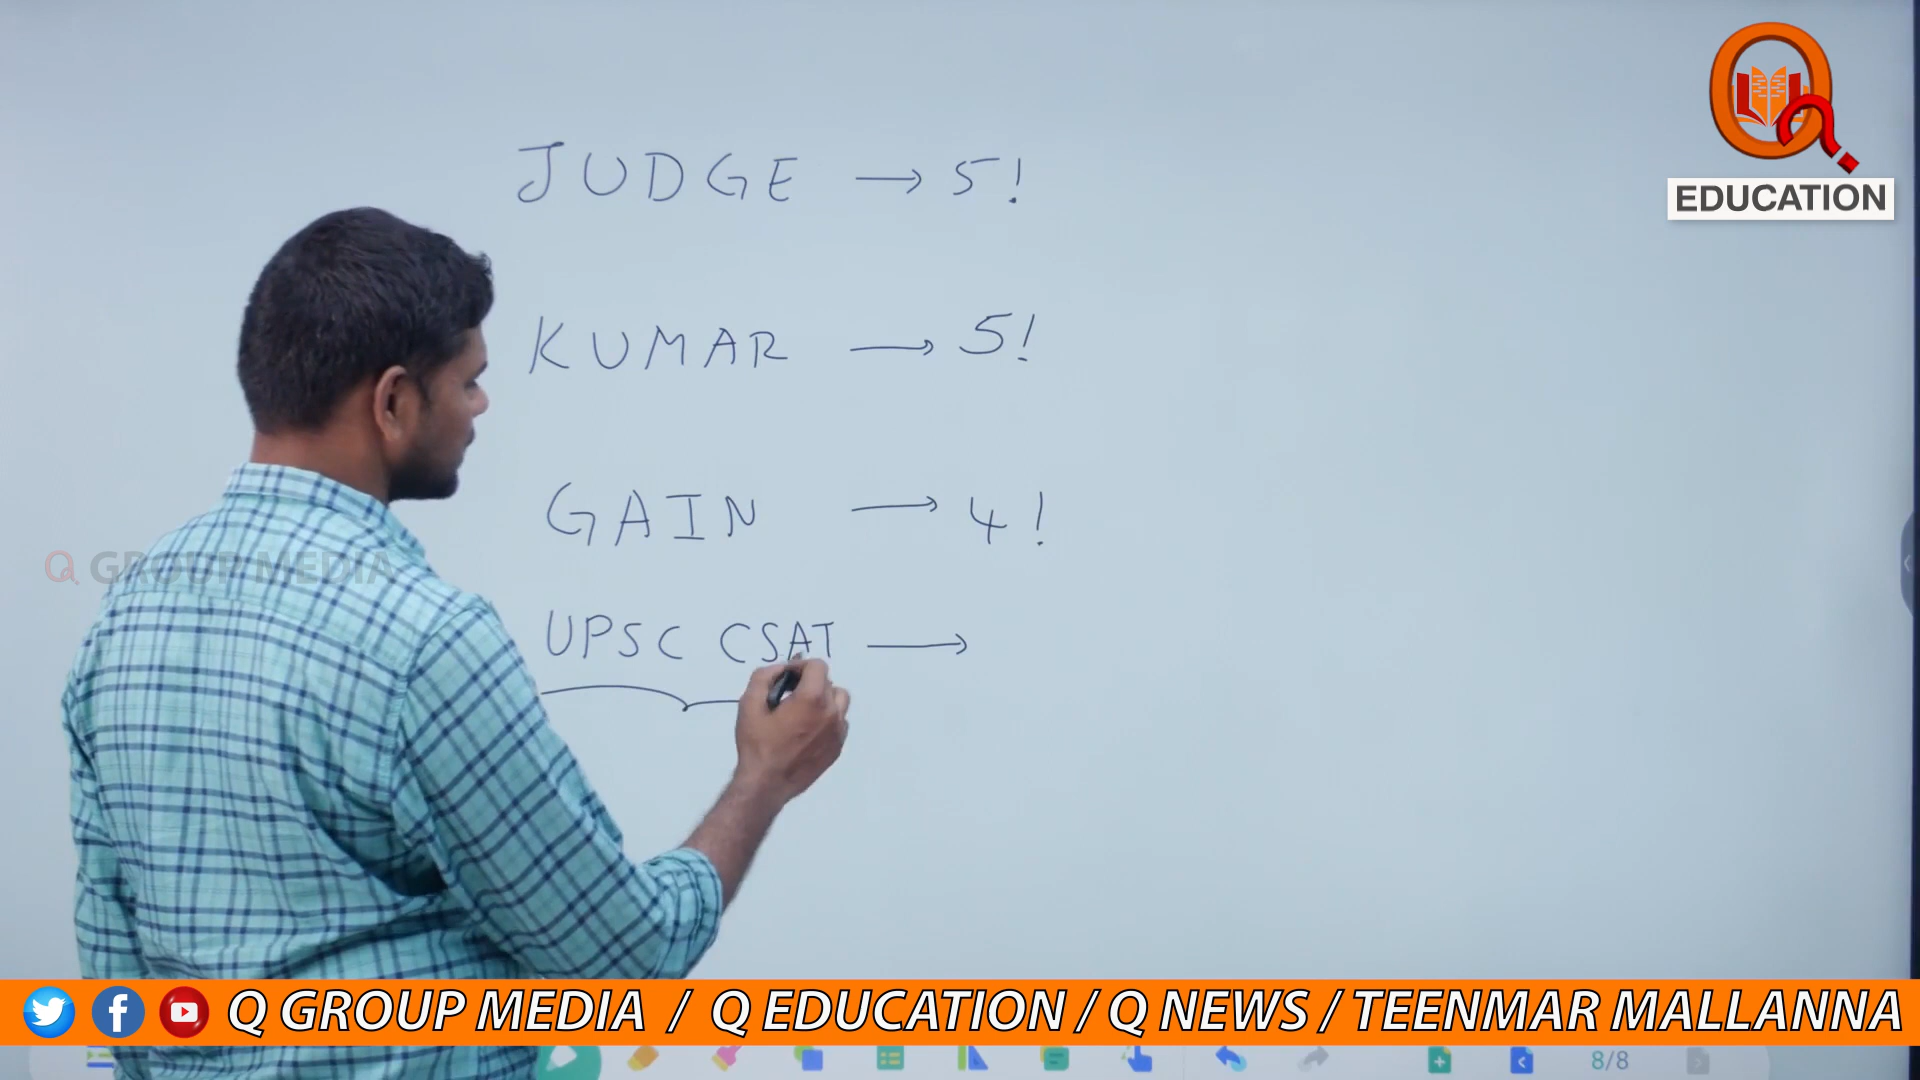 EDUCATION
JUDGE → 5!
KUMAR → 5!
GAIN → 4!
Q GROUP MEDIA
UPSC CSAT →
Q GROUP MEDIA / Q EDUCATION / Q NEWS / TEENMAR MALLANNA
8/8